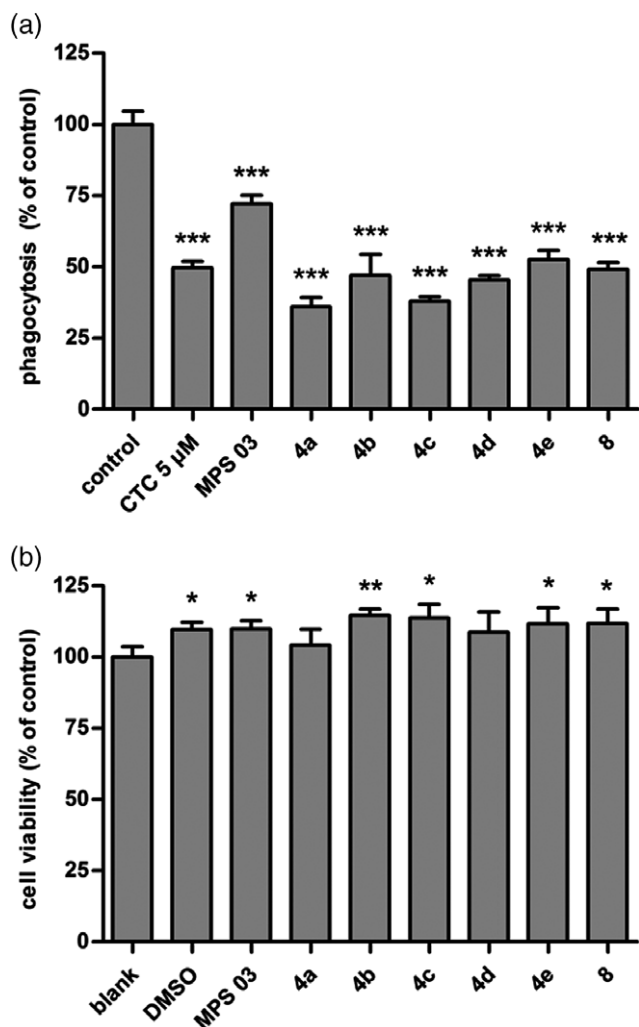 (a)
phagocytosis (% of control)
125
100
75
50
25
0
***
***
***
***
***
***
***
***
control
CTC 5 µM
MPS 03
4a
4b
4c
4d
4e
8
(b)
cell viability (% of control)
125
100
75
50
25
0
*
*
**
*
*
*
blank
DMSO
MPS 03
4a
4b
4c
4d
4e
8